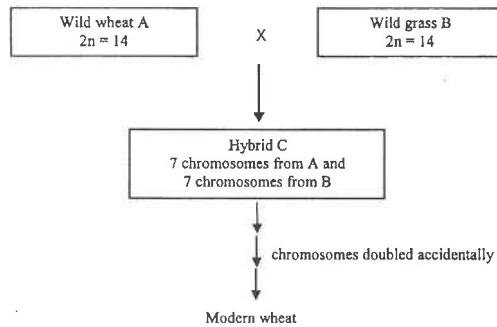 Wild wheat A
2n = 14
X
Wild grass B
2n = 14
Hybrid C
7 chromosomes from A and
7 chromosomes from B
chromosomes doubled accidentally
Modern wheat